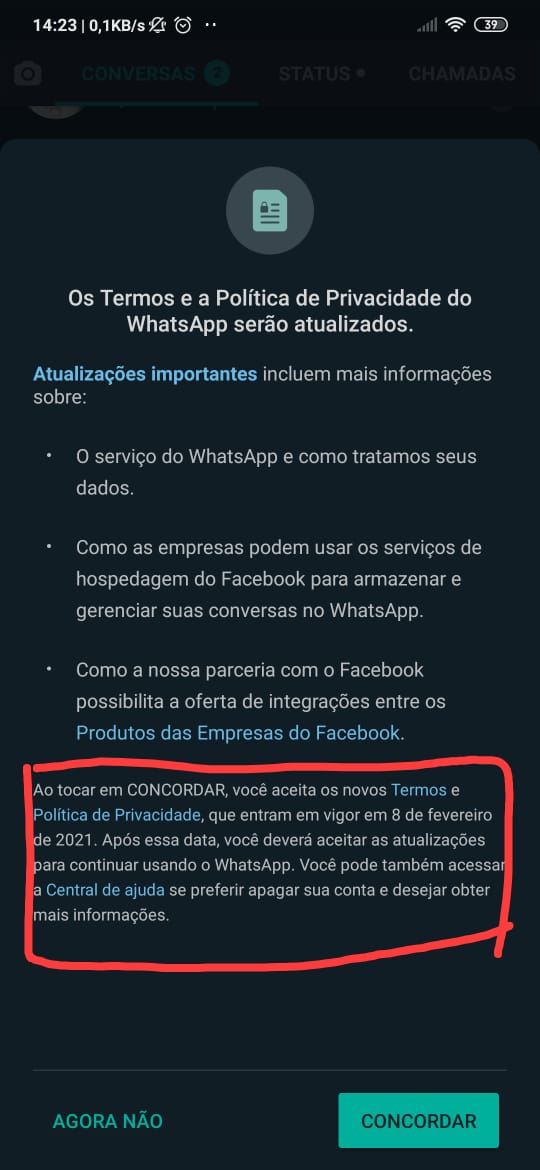 14:23 | 0,1KB/s
39
CONVERSAS 2 STATUS CHAMADAS
Os Termos e a Política de Privacidade do
WhatsApp serão atualizados.
Atualizações importantes incluem mais informações
sobre:
• O serviço do WhatsApp e como tratamos seus
dados.
• Como as empresas podem usar os serviços de
hospedagem do Facebook para armazenar e
gerenciar suas conversas no WhatsApp.
• Como a nossa parceria com o Facebook
possibilita a oferta de integrações entre os
Produtos das Empresas do Facebook.
Ao tocar em CONCORDAR, você aceita os novos Termos e
Política de Privacidade, que entram em vigor em 8 de fevereiro
de 2021. Após essa data, você deverá aceitar as atualizações
para continuar usando o WhatsApp. Você pode também acessar
a Central de ajuda se preferir apagar sua conta e desejar obter
mais informações.
AGORA NÃO
CONCORDAR